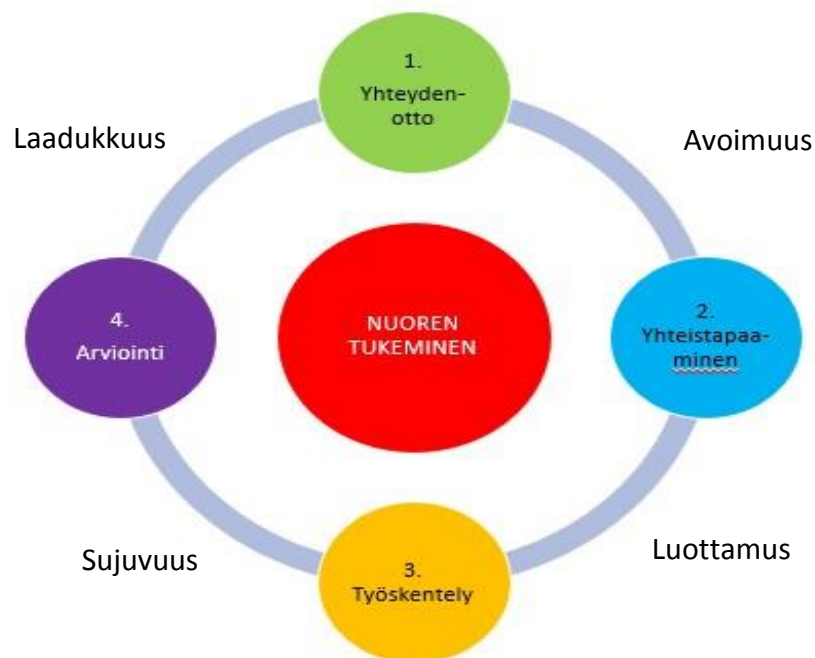 1.
Yhteyden-
otto
Laadukkuus
Avoimuus
4.
Arviointi
NUOREN
TUKEMINEN
2.
Yhteistapaa-
minen
Sujuvuus
Luottamus
3.
Työskentely